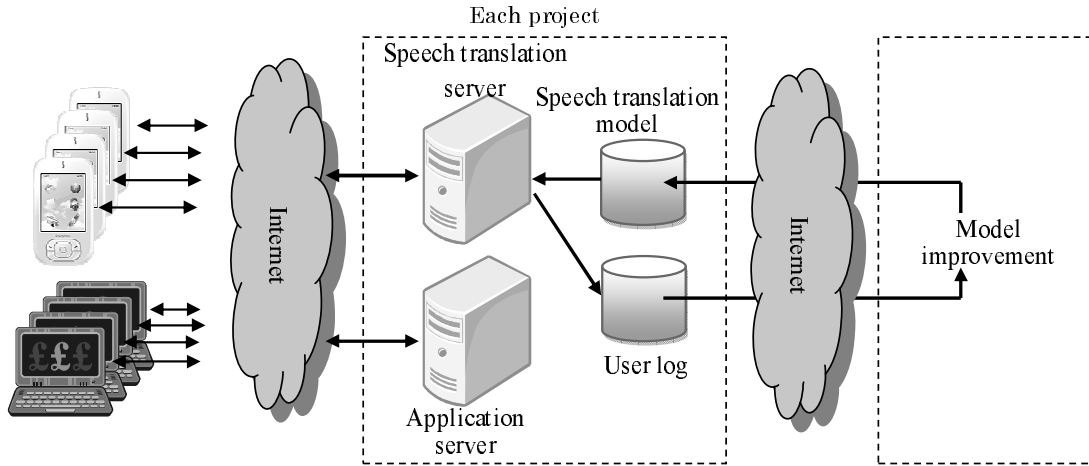 Each project
Speech translation
server
Speech translation
model
Internet
Internet
Model
improvement
£££
User log
Application
server